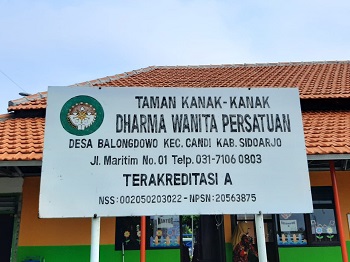 TAMAN KANAK-KANAK
DHARMA WANITA PERSATUAN
DESA BALONGDOWO KEC. CANDI KAB. SIDOARJO
Jl. Maritim No. 01 Telp. 031-7106 0803
TERAKREDITASI A
NSS: 002050203022 - NPSN: 20563875